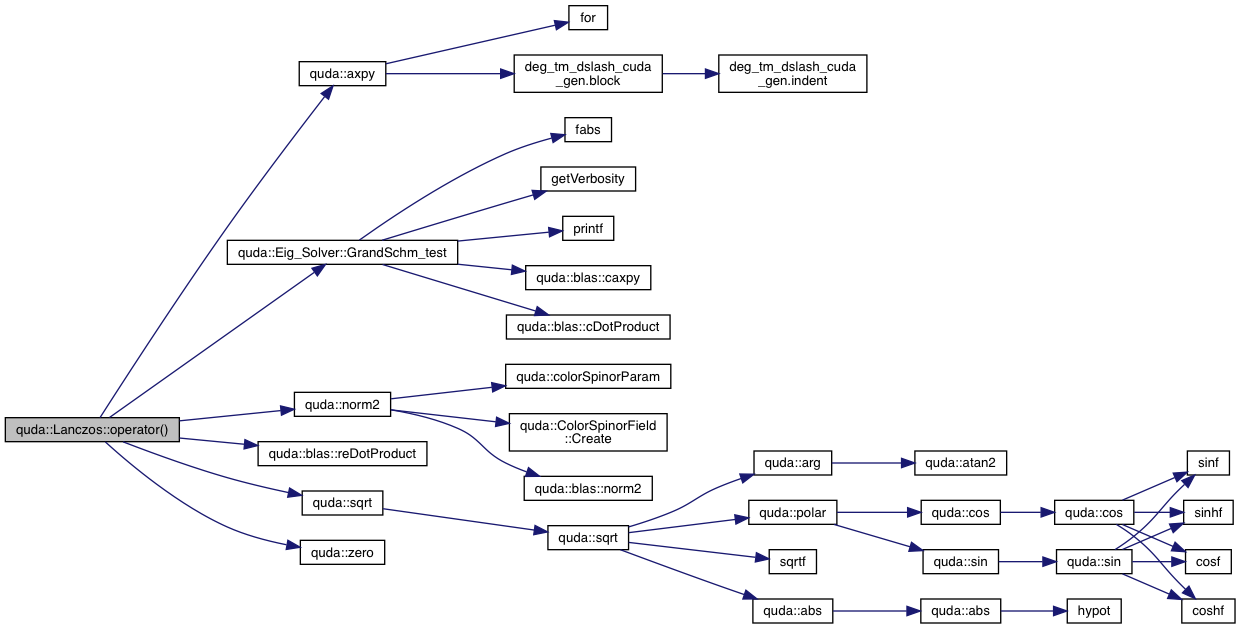 for
quda::axpy
deg_tm_dslash_cuda
_gen.block
deg_tm_dslash_cuda
_gen.indent
fabs
getVerbosity
printf
quda::Eig_Solver::GrandSchm_test
quda::blas::caxpy
quda::blas::cDotProduct
quda::colorSpinorParam
quda::norm2
quda::ColorSpinorField
::Create
quda::Lanczos::operator()
quda::blas::reDotProduct
quda::blas::norm2
quda::arg
quda::atan2
sinf
quda::sqrt
quda::polar
quda::cos
quda::cos
sinhf
quda::sqrt
quda::zero
sqrtf
quda::sin
quda::sin
cosf
quda::abs
quda::abs
hypot
coshf